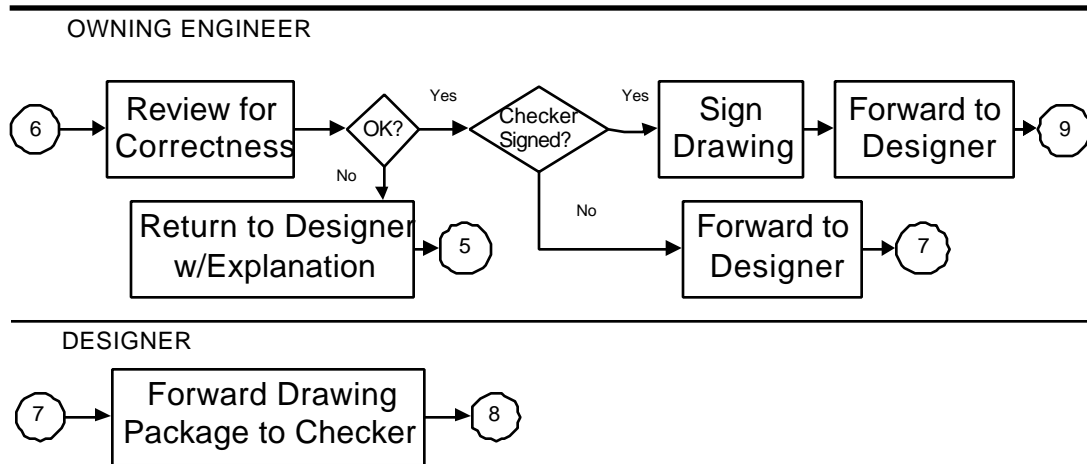 OWNING ENGINEER
6
Review for
Correctness
OK?
Yes
Checker
Signed?
Yes
Sign
Drawing
Forward to
Designer
9
No
Return to Designer
w/Explanation
5
No
Forward to
Designer
7
DESIGNER
7
Forward Drawing
Package to Checker
8